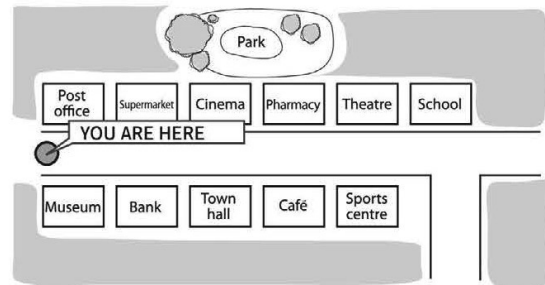 Park
Post
office
Supermarket
Cinema
Pharmacy
Theatre
School
YOU ARE HERE
Museum
Bank
Town
hall
Café
Sports
centre